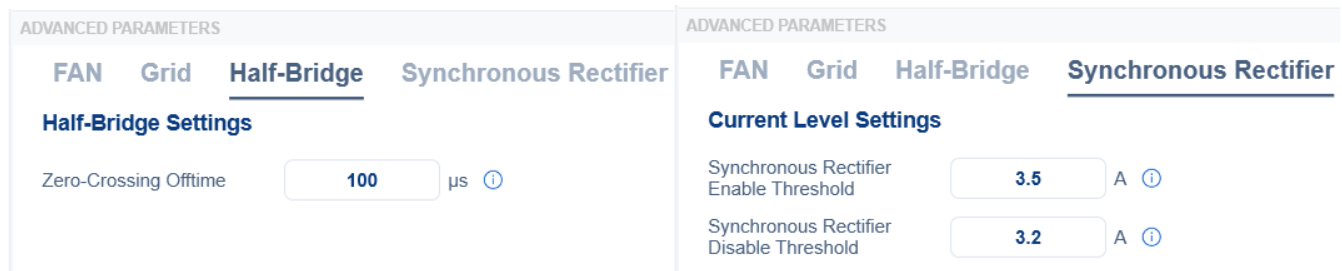 ADVANCED PARAMETERS
FAN Grid Half-Bridge Synchronous Rectifier
Half-Bridge Settings
Zero-Crossing Offtime 100 µs
ADVANCED PARAMETERS
FAN Grid Half-Bridge Synchronous Rectifier
Current Level Settings
Synchronous Rectifier
Enable Threshold 3.5 A
Synchronous Rectifier
Disable Threshold 3.2 A